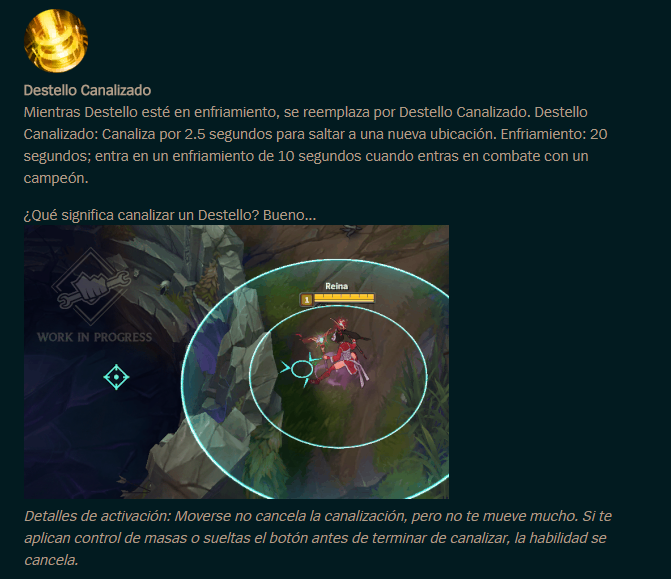 Destello Canalizado
Mientras Destello esté en enfriamiento, se reemplaza por Destello Canalizado. Destello
Canalizado: Canaliza por 2.5 segundos para saltar a una nueva ubicación. Enfriamiento: 20
segundos; entra en un enfriamiento de 10 segundos cuando entras en combate con un
campeón.
¿Qué significa canalizar un Destello? Bueno...
Reina
1
WORK IN PROGRESS
Detalles de activación: Moverse no cancela la canalización, pero no te mueve mucho. Si te
aplican control de masas o sueltas el botón antes de terminar de canalizar, la habilidad se
cancela.